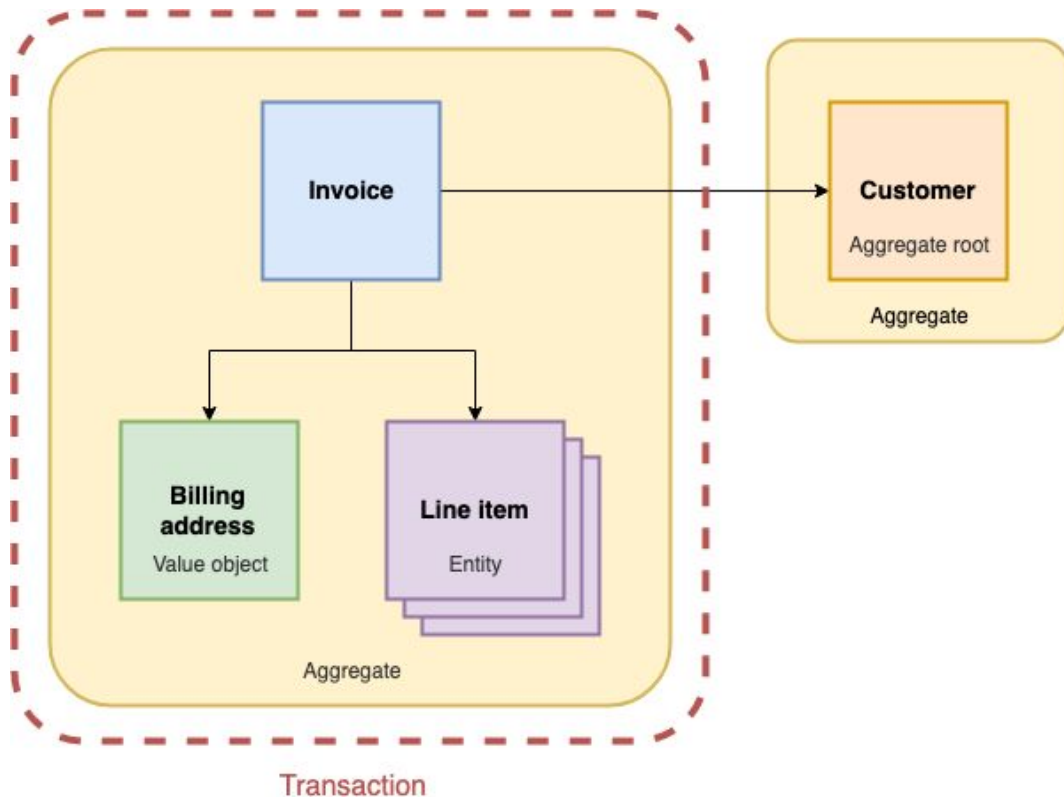 Invoice
Customer
Aggregate root
Aggregate
Billing
address
Value object
Line item
Entity
Aggregate
Transaction